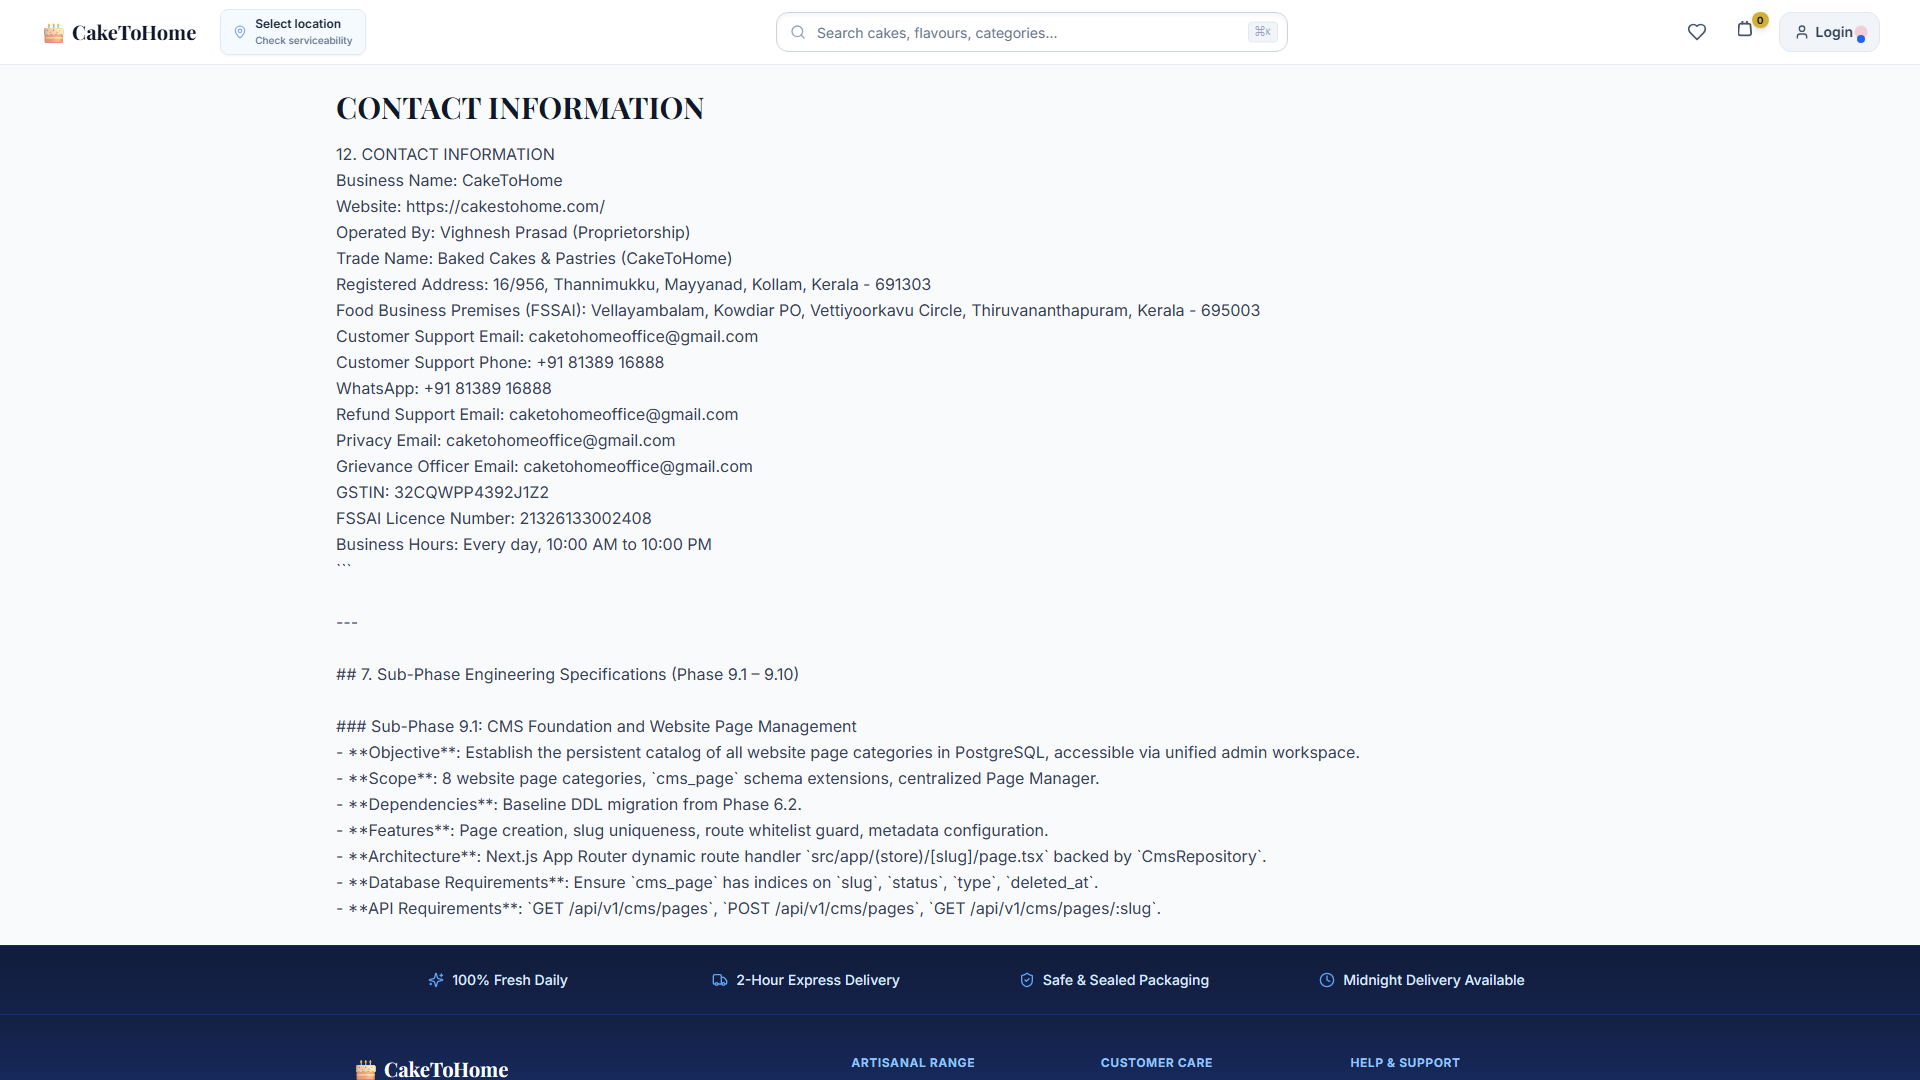 CakeToHome
Select location
Check serviceability
Search cakes, flavours, categories...
⌘K
0
Login
CONTACT INFORMATION
12. CONTACT INFORMATION
Business Name: CakeToHome
Website: https://cakestohome.com/
Operated By: Vighnesh Prasad (Proprietorship)
Trade Name: Baked Cakes & Pastries (CakeToHome)
Registered Address: 16/956, Thannimukku, Mayyanad, Kollam, Kerala - 691303
Food Business Premises (FSSAI): Vellayambalam, Kowdiar PO, Vettiyoorkavu Circle, Thiruvananthapuram, Kerala - 695003
Customer Support Email: caketohomeoffice@gmail.com
Customer Support Phone: +91 81389 16888
WhatsApp: +91 81389 16888
Refund Support Email: caketohomeoffice@gmail.com
Privacy Email: caketohomeoffice@gmail.com
Grievance Officer Email: caketohomeoffice@gmail.com
GSTIN: 32CQWPP4392J1Z2
FSSAI Licence Number: 21326133002408
Business Hours: Every day, 10:00 AM to 10:00 PM
```
---
## 7. Sub-Phase Engineering Specifications (Phase 9.1 – 9.10)
### Sub-Phase 9.1: CMS Foundation and Website Page Management
- **Objective**: Establish the persistent catalog of all website page categories in PostgreSQL, accessible via unified admin workspace.
- **Scope**: 8 website page categories, `cms_page` schema extensions, centralized Page Manager.
- **Dependencies**: Baseline DDL migration from Phase 6.2.
- **Features**: Page creation, slug uniqueness, route whitelist guard, metadata configuration.
- **Architecture**: Next.js App Router dynamic route handler `src/app/(store)/[slug]/page.tsx` backed by `CmsRepository`.
- **Database Requirements**: Ensure `cms_page` has indices on `slug`, `status`, `type`, `deleted_at`.
- **API Requirements**: `GET /api/v1/cms/pages`, `POST /api/v1/cms/pages`, `GET /api/v1/cms/pages/:slug`.
100% Fresh Daily
2-Hour Express Delivery
Safe & Sealed Packaging
Midnight Delivery Available
CakeToHome
ARTISANAL RANGE
CUSTOMER CARE
HELP & SUPPORT